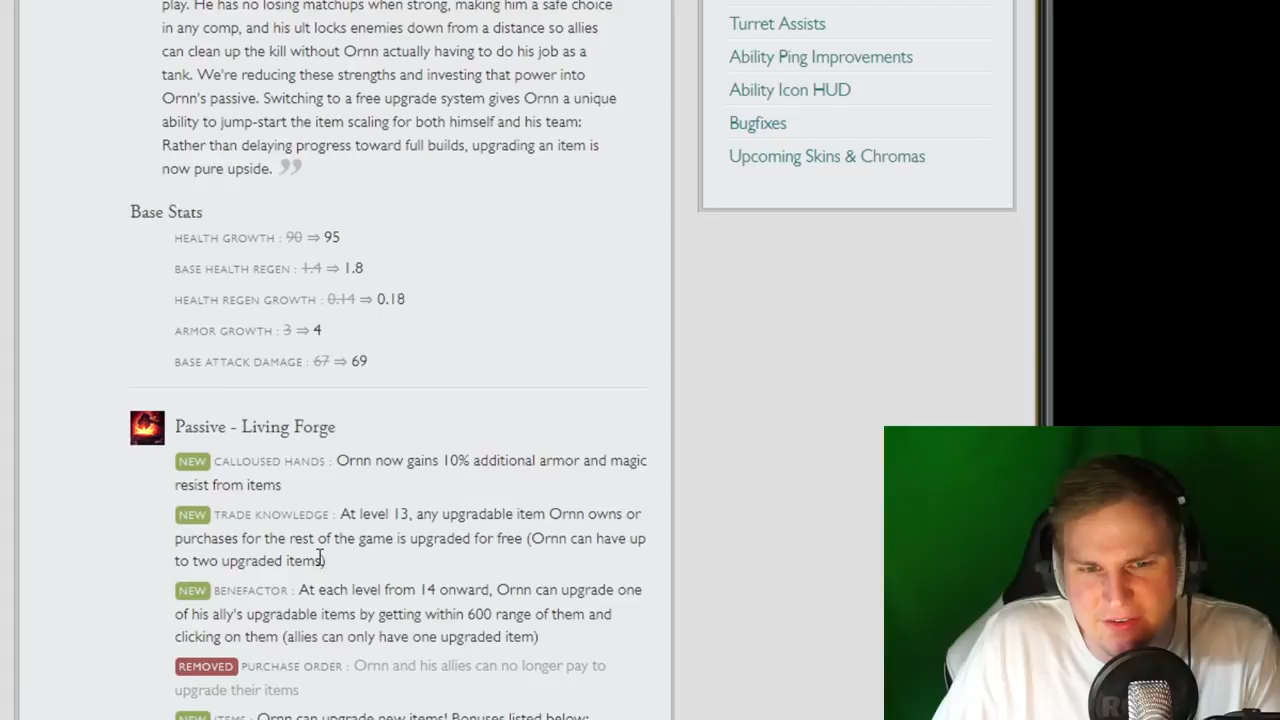 play. He has no losing matchups when strong, making him a safe choice
in any comp, and his ult locks enemies down from a distance so allies
can clean up the kill without Ornn actually having to do his job as a
tank. We're reducing these strengths and investing that power into
Ornn's passive. Switching to a free upgrade system gives Ornn a unique
ability to jump-start the item scaling for both himself and his team:
Rather than delaying progress toward full builds, upgrading an item is
now pure upside. ”
Base Stats
HEALTH GROWTH : 90 ⇒ 95
BASE HEALTH REGEN : 1.4 ⇒ 1.8
HEALTH REGEN GROWTH : 0.14 ⇒ 0.18
ARMOR GROWTH : 3 ⇒ 4
BASE ATTACK DAMAGE : 67 ⇒ 69
Passive - Living Forge
NEW CALLOUSED HANDS : Ornn now gains 10% additional armor and magic
resist from items
NEW TRADE KNOWLEDGE : At level 13, any upgradable item Ornn owns or
purchases for the rest of the game is upgraded for free (Ornn can have up
to two upgraded items)
NEW BENEFACTOR : At each level from 14 onward, Ornn can upgrade one
of his ally's upgradable items by getting within 600 range of them and
clicking on them (allies can only have one upgraded item)
REMOVED PURCHASE ORDER : Ornn and his allies can no longer pay to
upgrade their items
NEW ITEMS : Ornn can upgrade new items! Bonuses listed below:
Turret Assists
Ability Ping Improvements
Ability Icon HUD
Bugfixes
Upcoming Skins & Chromas